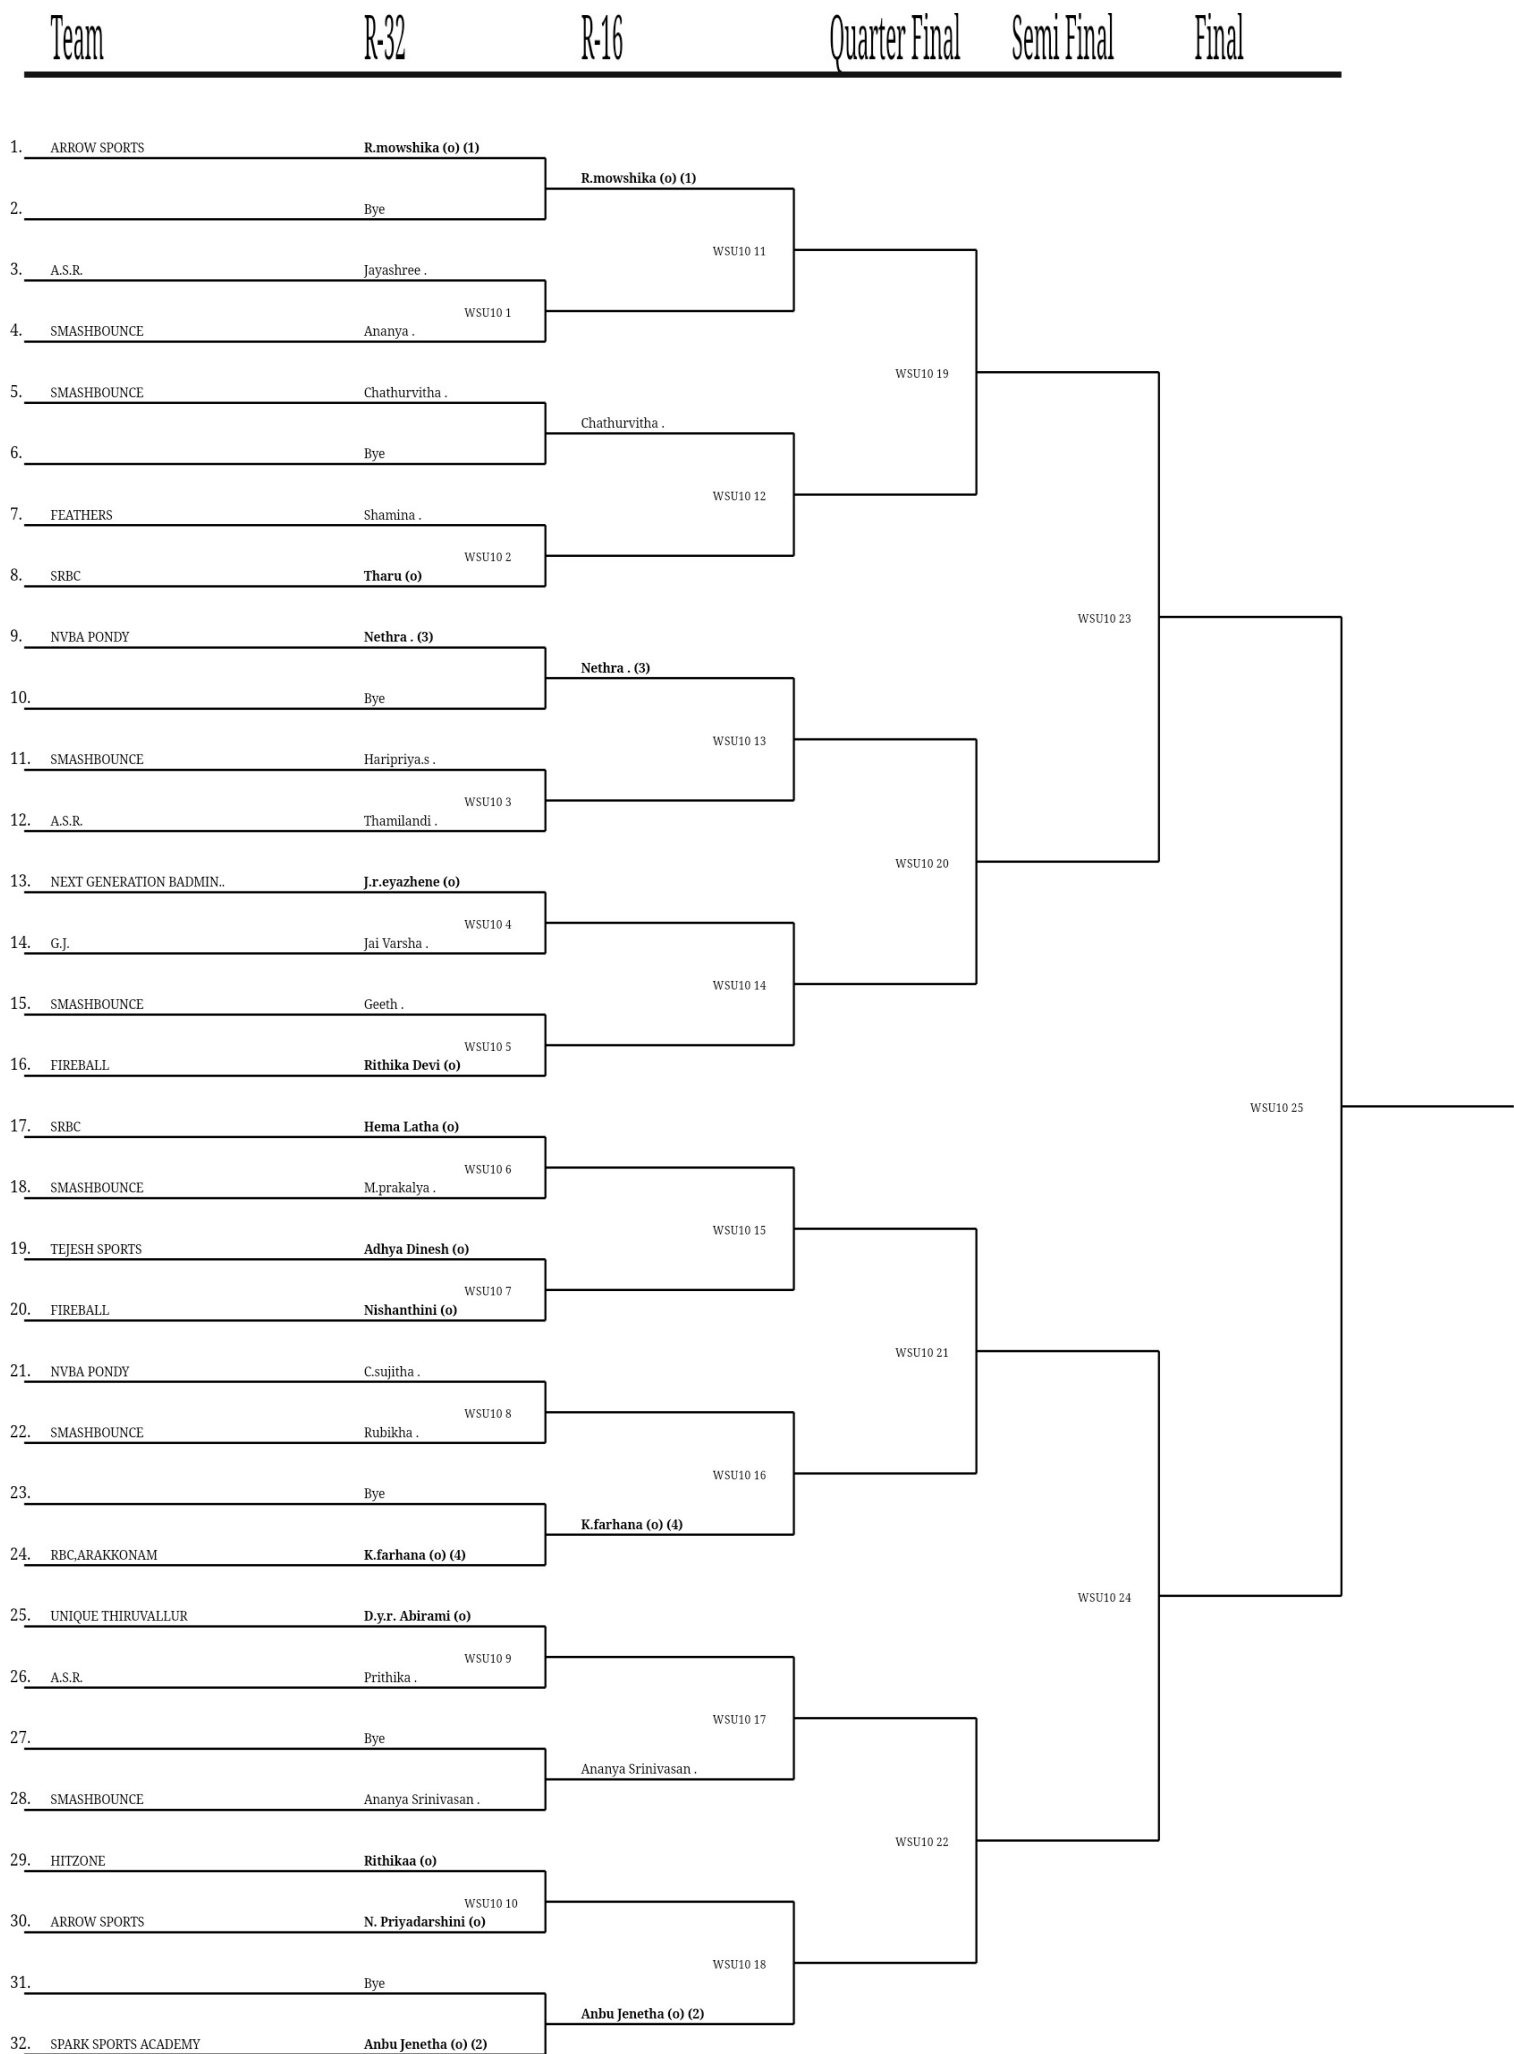 Team R-32 R-16 Quarter Final Semi Final Final
1. ARROW SPORTS R.mowshika (o) (1)
R.mowshika (o) (1)
2. Bye
WSU10 11
3. A.S.R. Jayashree .
WSU10 1
4. SMASHBOUNCE Ananya .
WSU10 19
5. SMASHBOUNCE Chathurvitha .
Chathurvitha .
6. Bye
WSU10 12
7. FEATHERS Shamina .
WSU10 2
8. SRBC Tharu (o)
WSU10 23
9. NVBA PONDY Nethra . (3)
Nethra . (3)
10. Bye
WSU10 13
11. SMASHBOUNCE Haripriya.s .
WSU10 3
12. A.S.R. Thamilandi .
WSU10 20
13. NEXT GENERATION BADMIN.. J.r.eyazhene (o)
WSU10 4
14. G.J. Jai Varsha .
WSU10 14
15. SMASHBOUNCE Geeth .
WSU10 5
16. FIREBALL Rithika Devi (o)
WSU10 25
17. SRBC Hema Latha (o)
WSU10 6
18. SMASHBOUNCE M.prakalya .
WSU10 15
19. TEJESH SPORTS Adhya Dinesh (o)
WSU10 7
20. FIREBALL Nishanthini (o)
WSU10 21
21. NVBA PONDY C.sujitha .
WSU10 8
22. SMASHBOUNCE Rubikha .
WSU10 16
23. Bye
K.farhana (o) (4)
24. RBC,ARAKKONAM K.farhana (o) (4)
WSU10 24
25. UNIQUE THIRUVALLUR D.y.r. Abirami (o)
WSU10 9
26. A.S.R. Prithika .
WSU10 17
27. Bye
Ananya Srinivasan .
28. SMASHBOUNCE Ananya Srinivasan .
WSU10 22
29. HITZONE Rithikaa (o)
WSU10 10
30. ARROW SPORTS N. Priyadarshini (o)
WSU10 18
31. Bye
Anbu Jenetha (o) (2)
32. SPARK SPORTS ACADEMY Anbu Jenetha (o) (2)